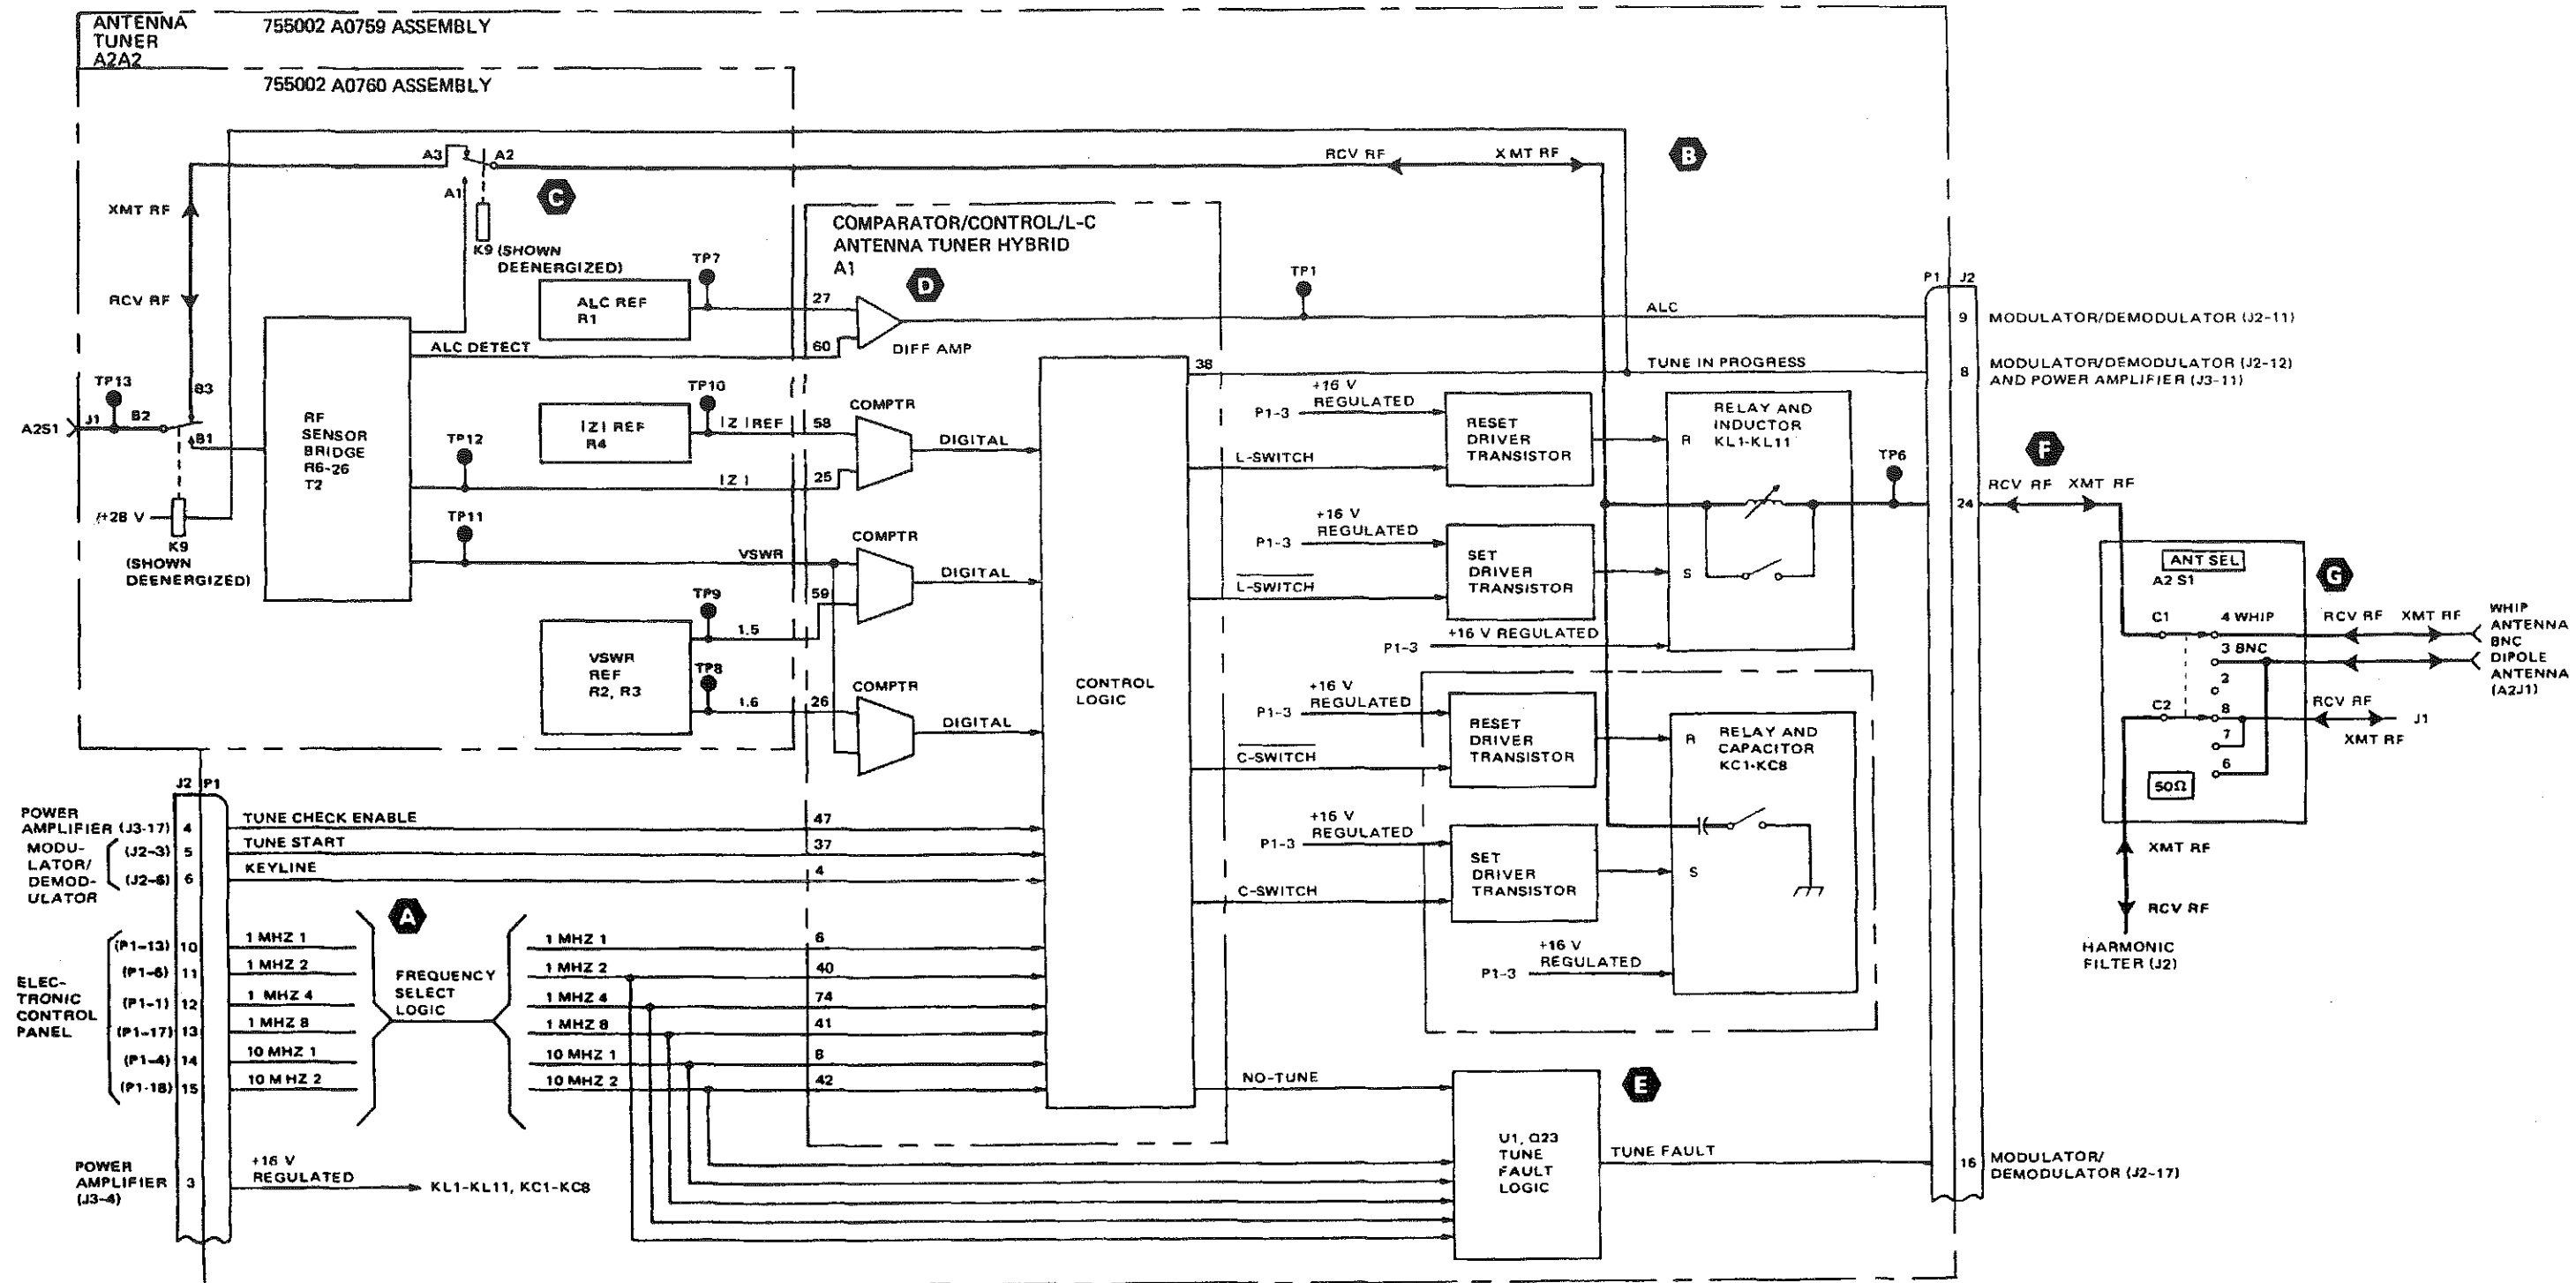 ANTENNA
TUNER
A2A2
755002 A0759 ASSEMBLY
755002 A0760 ASSEMBLY
A3
A2
A1
C
K9 (SHOWN
DEENERGIZED)
XMT RF
RCV RF
RCV RF
XMT RF
B
COMPARATOR/CONTROL/L-C
ANTENNA TUNER HYBRID
A1
D
ALC REF
R1
TP7
27
ALC DETECT
60
DIFF AMP
TP1
ALC
P1
J2
9
MODULATOR/DEMODULATOR (J2-11)
38
TUNE IN PROGRESS
8
MODULATOR/DEMODULATOR (J2-12)
AND POWER AMPLIFIER (J3-11)
A2S1
J1
TP13
B2
B3
B1
/+28 V
K9
(SHOWN
DEENERGIZED)
RF
SENSOR
BRIDGE
R6-26
T2
IZI REF
R4
TP10
IZI REF
58
COMPTR
DIGITAL
TP12
IZI
25
TP11
VSWR
COMPTR
DIGITAL
59
VSWR
REF
R2, R3
TP9
1.5
TP8
1.6
26
COMPTR
DIGITAL
CONTROL
LOGIC
+16 V
REGULATED
P1-3
RESET
DRIVER
TRANSISTOR
L-SWITCH
+16 V
REGULATED
P1-3
SET
DRIVER
TRANSISTOR
L-SWITCH
RELAY AND
INDUCTOR
KL1-KL11
R
S
+16 V REGULATED
P1-3
TP6
24
RCV RF
XMT RF
F
+16 V
REGULATED
P1-3
RESET
DRIVER
TRANSISTOR
C-SWITCH
+16 V
REGULATED
P1-3
SET
DRIVER
TRANSISTOR
C-SWITCH
RELAY AND
CAPACITOR
KC1-KC8
R
S
+16 V
REGULATED
P1-3
ANT SEL
A2 S1
G
C1
4 WHIP
3 BNC
2
C2
8
7
6
50Ω
RCV RF
XMT RF
WHIP
ANTENNA
BNC
DIPOLE
ANTENNA
(A2J1)
RCV RF
J1
XMT RF
XMT RF
RCV RF
HARMONIC
FILTER (J2)
J2
P1
POWER
AMPLIFIER (J3-17)
4
TUNE CHECK ENABLE
47
MODU-
LATOR/
DEMOD-
ULATOR
(J2-3)
5
TUNE START
37
(J2-6)
6
KEYLINE
4
A
ELEC-
TRONIC
CONTROL
PANEL
(P1-13)
10
1 MHZ 1
(P1-6)
11
1 MHZ 2
(P1-1)
12
1 MHZ 4
(P1-17)
13
1 MHZ 8
(P1-4)
14
10 MHZ 1
(P1-18)
15
10 MHZ 2
FREQUENCY
SELECT
LOGIC
1 MHZ 1
6
1 MHZ 2
40
1 MHZ 4
74
1 MHZ 8
41
10 MHZ 1
8
10 MHZ 2
42
NO-TUNE
E
U1, Q23
TUNE
FAULT
LOGIC
TUNE FAULT
16
MODULATOR/
DEMODULATOR (J2-17)
POWER
AMPLIFIER
(J3-4)
3
+16 V
REGULATED
KL1-KL11, KC1-KC8